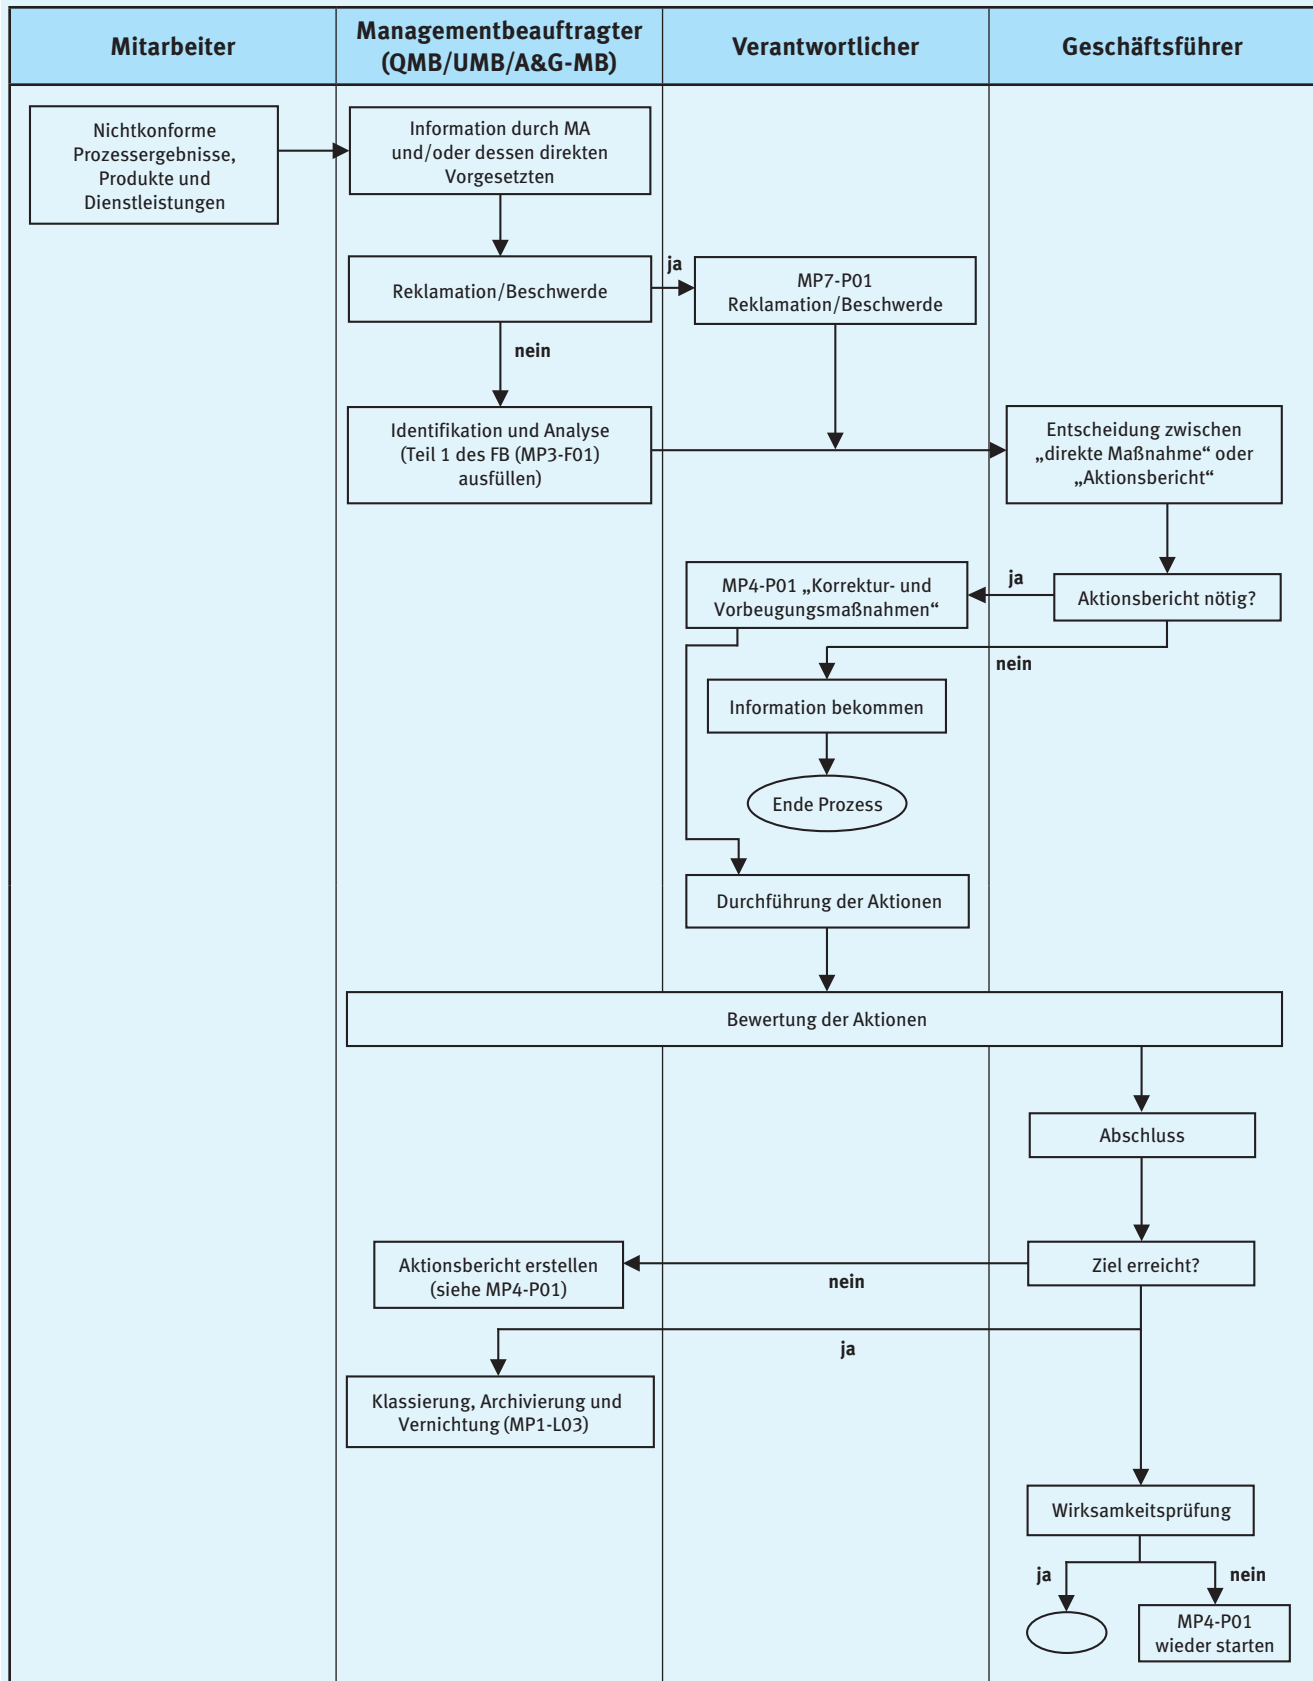 Mitarbeiter
Managementbeauftragter
(QMB/UMB/A&G-MB)
Verantwortlicher
Geschäftsführer
Nichtkonforme
Prozessergebnisse,
Produkte und
Dienstleistungen
Information durch MA
und/oder dessen direkten
Vorgesetzten
Reklamation/Beschwerde
ja
MP7-P01
Reklamation/Beschwerde
nein
Identifikation und Analyse
(Teil 1 des FB (MP3-F01)
ausfüllen)
Entscheidung zwischen
„direkte Maßnahme“ oder
„Aktionsbericht“
Aktionsbericht nötig?
ja
MP4-P01 „Korrektur- und
Vorbeugungsmaßnahmen“
nein
Information bekommen
Ende Prozess
Durchführung der Aktionen
Bewertung der Aktionen
Abschluss
Ziel erreicht?
nein
Aktionsbericht erstellen
(siehe MP4-P01)
ja
Klassierung, Archivierung und
Vernichtung (MP1-L03)
Wirksamkeitsprüfung
ja
nein
MP4-P01
wieder starten